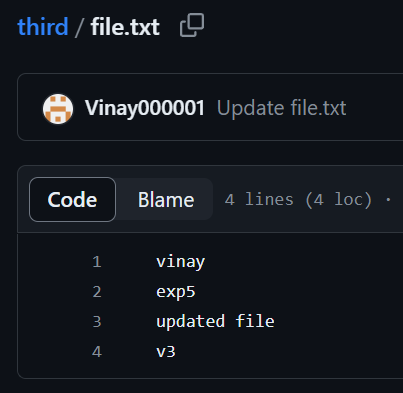 third / file.txt
Vinay000001 Update file.txt
Code Blame 4 lines (4 loc) ·
1 vinay
2 exp5
3 updated file
4 v3